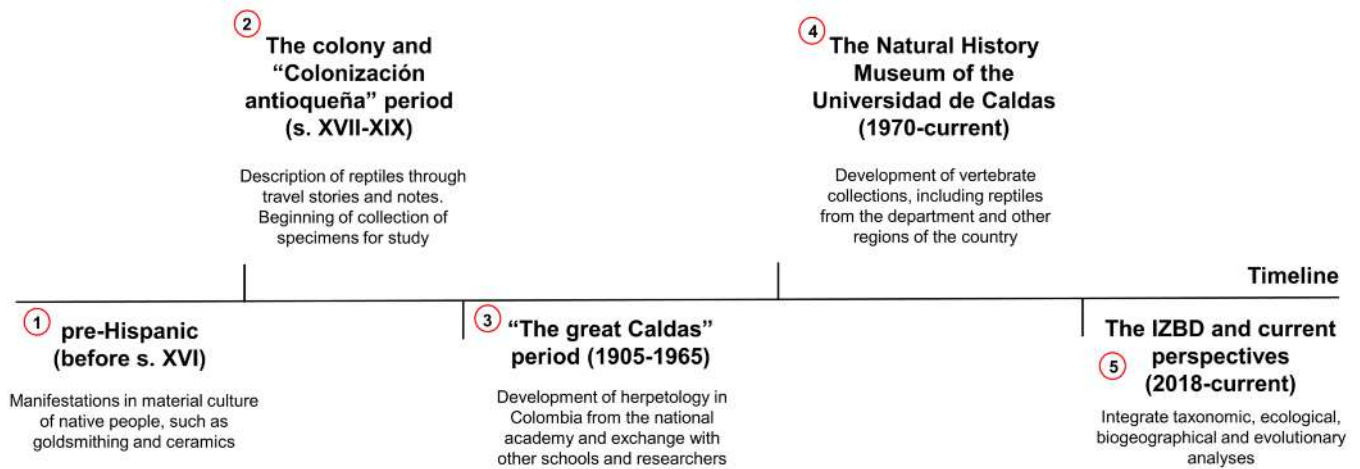 2
The colony and
“Colonización
antioqueña” period
(s. XVII-XIX)
Description of reptiles through
travel stories and notes.
Beginning of collection of
specimens for study
4
The Natural History
Museum of the
Universidad de Caldas
(1970-current)
Development of vertebrate
collections, including reptiles
from the department and other
regions of the country
Timeline
1
pre-Hispanic
(before s. XVI)
Manifestations in material culture
of native people, such as
goldsmithing and ceramics
3
“The great Caldas”
period (1905-1965)
Development of herpetology in
Colombia from the national
academy and exchange with
other schools and researchers
The IZBD and current
perspectives
5
(2018-current)
Integrate taxonomic, ecological,
biogeographical and evolutionary
analyses